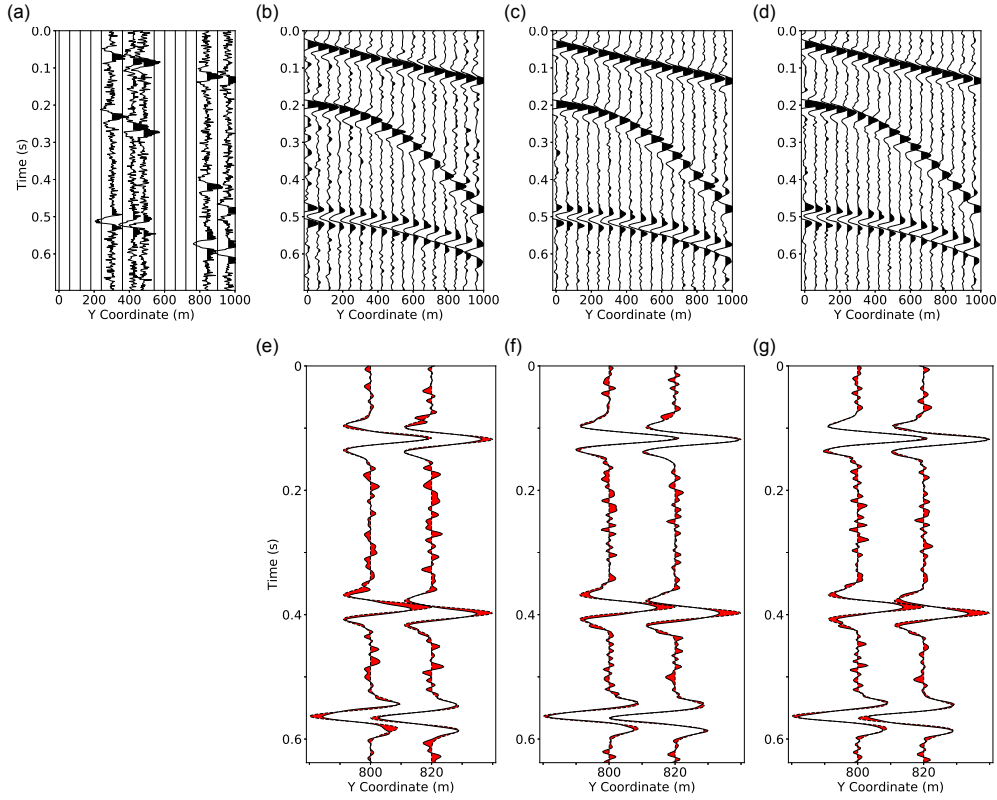 (a) (b) (c) (d)
0.0 0.0 0.0 0.0
0.1 0.1 0.1 0.1
0.2 0.2 0.2 0.2
0.3 0.3 0.3 0.3
0.4 0.4 0.4 0.4
0.5 0.5 0.5 0.5
0.6 0.6 0.6 0.6
Time (s)
0 200 400 600 800 1000 0 200 400 600 800 1000 0 200 400 600 800 1000 0 200 400 600 800 1000
Y Coordinate (m) Y Coordinate (m) Y Coordinate (m) Y Coordinate (m)
(e) (f) (g)
0 0 0
0.2 0.2 0.2
0.4 0.4 0.4
0.6 0.6 0.6
Time (s)
800 820 800 820 800 820
Y Coordinate (m) Y Coordinate (m) Y Coordinate (m)